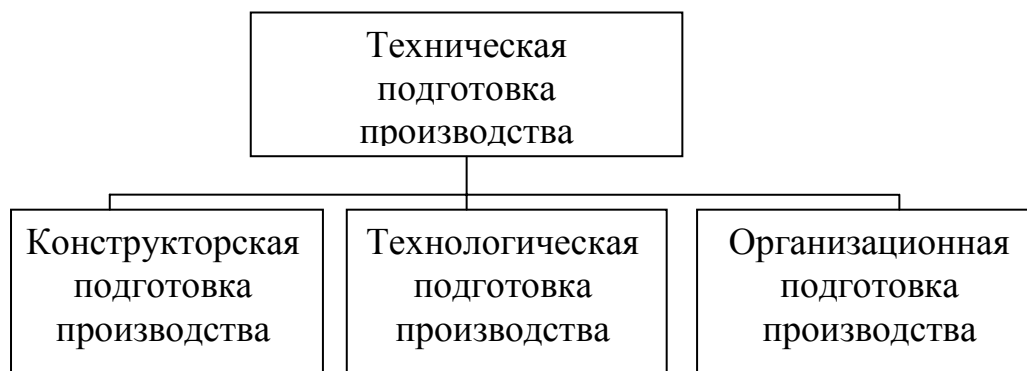 Техническая
подготовка
производства
Конструкторская
подготовка
производства
Технологическая
подготовка
производства
Организационная
подготовка
производства